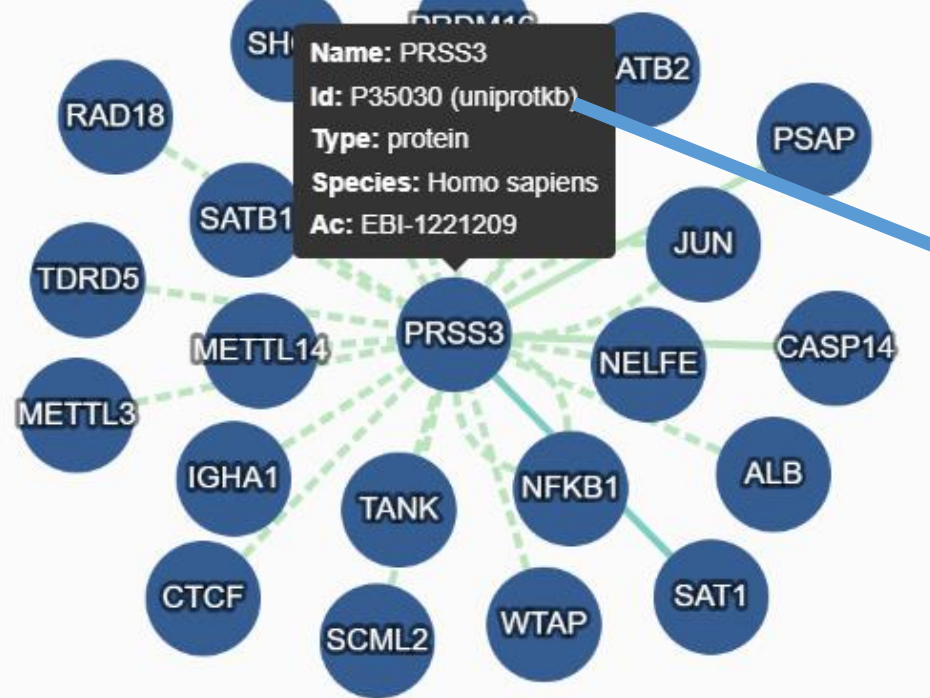 Name: PRSS3
Id: P35030 (uniprotkb)
Type: protein
Species: Homo sapiens
Ac: EBI-1221209
RAD18
PSAP
SATB1
JUN
TDRD5
PRSS3
METTL14
CASP14
NELFE
METTL3
IGHA1
ALB
NFKB1
TANK
CTCF
SAT1
WTAP
SCML2